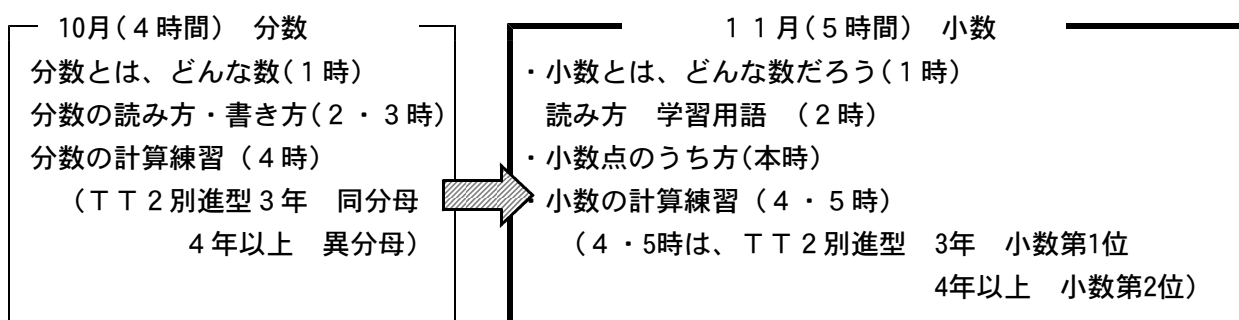 10月(４時間)　分数
分数とは、どんな数(１時)
分数の読み方・書き方(２・３時)
分数の計算練習（４時）
（ＴＴ２別進型３年　同分母
４年以上　異分母）
１１月(５時間)　小数
・小数とは、どんな数だろう(１時)
読み方　学習用語　（２時）
・小数点のうち方(本時)
・小数の計算練習（４・５時）
（４・5時は、ＴＴ２別進型　3年　小数第1位
4年以上　小数第2位）